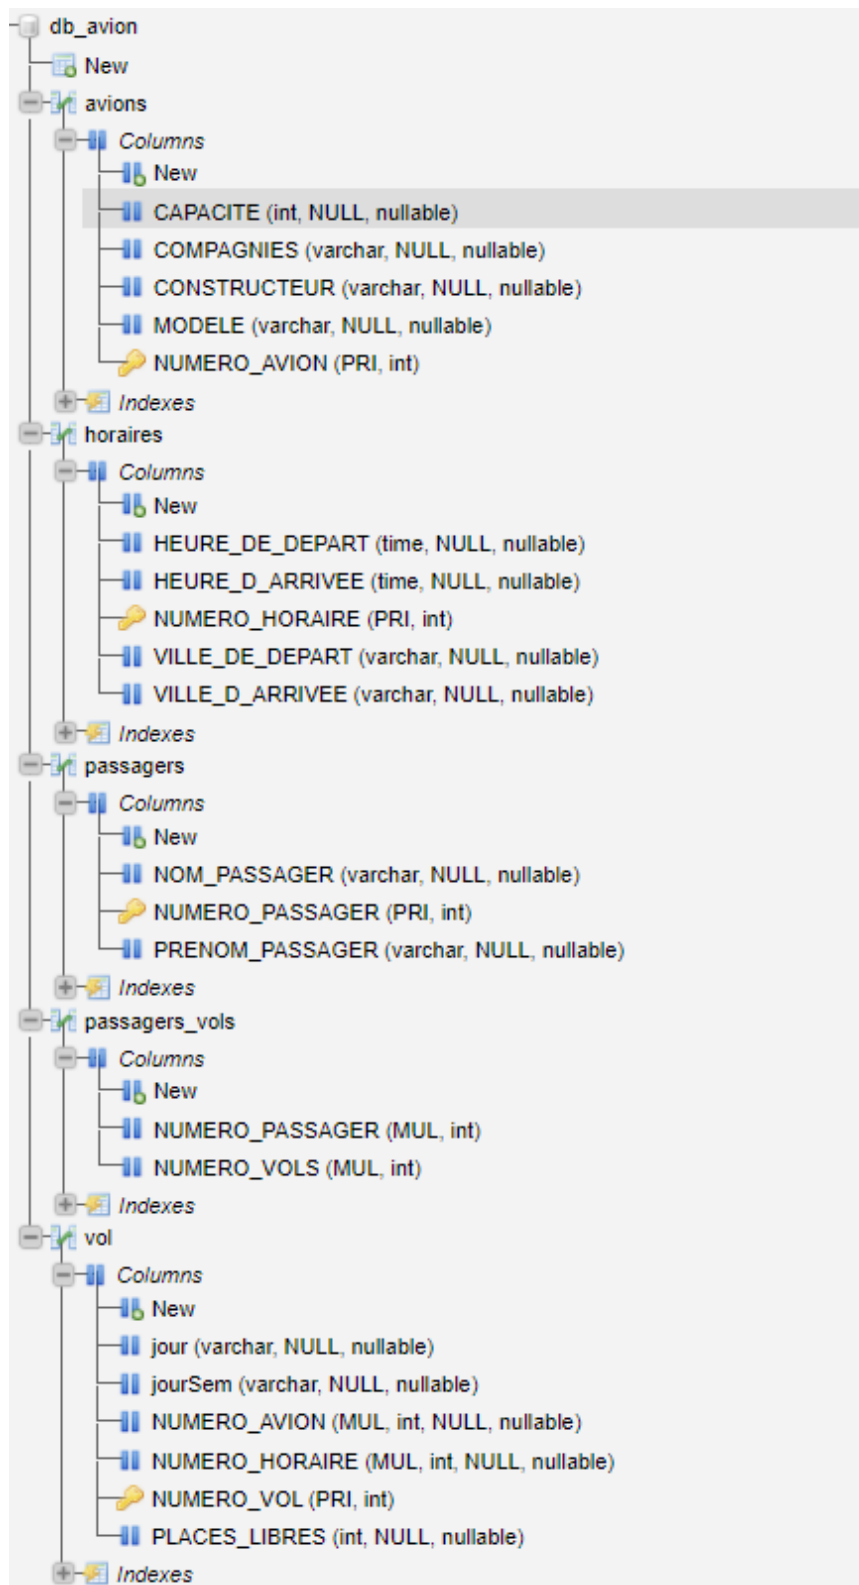 db_avion
New
avions
Columns
New
CAPACITE (int, NULL, nullable)
COMPAGNIES (varchar, NULL, nullable)
CONSTRUCTEUR (varchar, NULL, nullable)
MODELE (varchar, NULL, nullable)
NUMERO_AVION (PRI, int)
Indexes
horaires
Columns
New
HEURE_DE_DEPART (time, NULL, nullable)
HEURE_D_ARRIVEE (time, NULL, nullable)
NUMERO_HORAIRE (PRI, int)
VILLE_DE_DEPART (varchar, NULL, nullable)
VILLE_D_ARRIVEE (varchar, NULL, nullable)
Indexes
passagers
Columns
New
NOM_PASSAGER (varchar, NULL, nullable)
NUMERO_PASSAGER (PRI, int)
PRENOM_PASSAGER (varchar, NULL, nullable)
Indexes
passagers_vols
Columns
New
NUMERO_PASSAGER (MUL, int)
NUMERO_VOLS (MUL, int)
Indexes
vol
Columns
New
jour (varchar, NULL, nullable)
jourSem (varchar, NULL, nullable)
NUMERO_AVION (MUL, int, NULL, nullable)
NUMERO_HORAIRE (MUL, int, NULL, nullable)
NUMERO_VOL (PRI, int)
PLACES_LIBRES (int, NULL, nullable)
Indexes